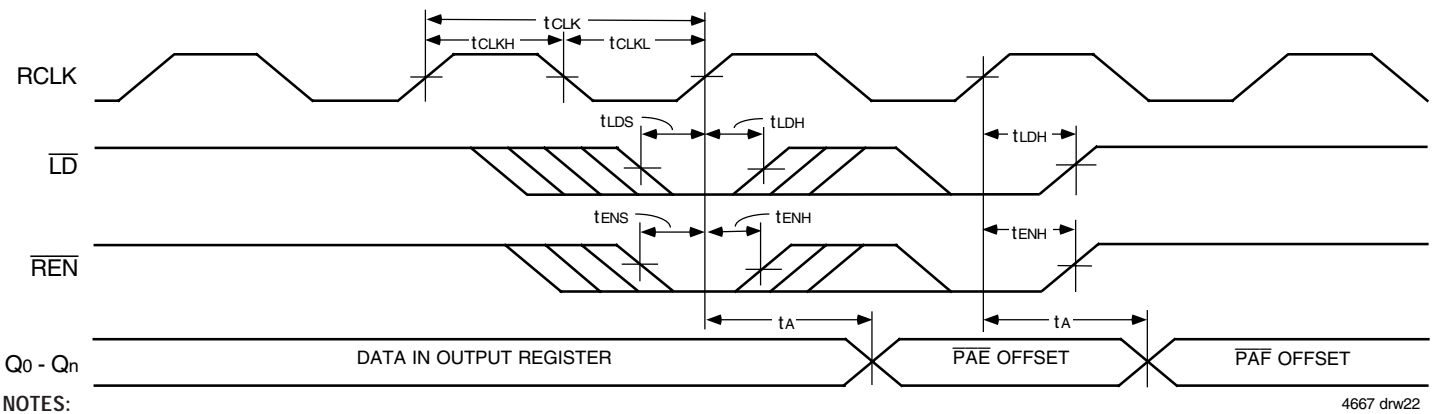 tCLK
tCLKH
tCLKL
RCLK
tLDS
tLDH
tLDH
LD
tENS
tENH
tENH
REN
tA
tA
Q0 - Qn
DATA IN OUTPUT REGISTER
PAE OFFSET
PAF OFFSET
NOTES:
4667 drw22